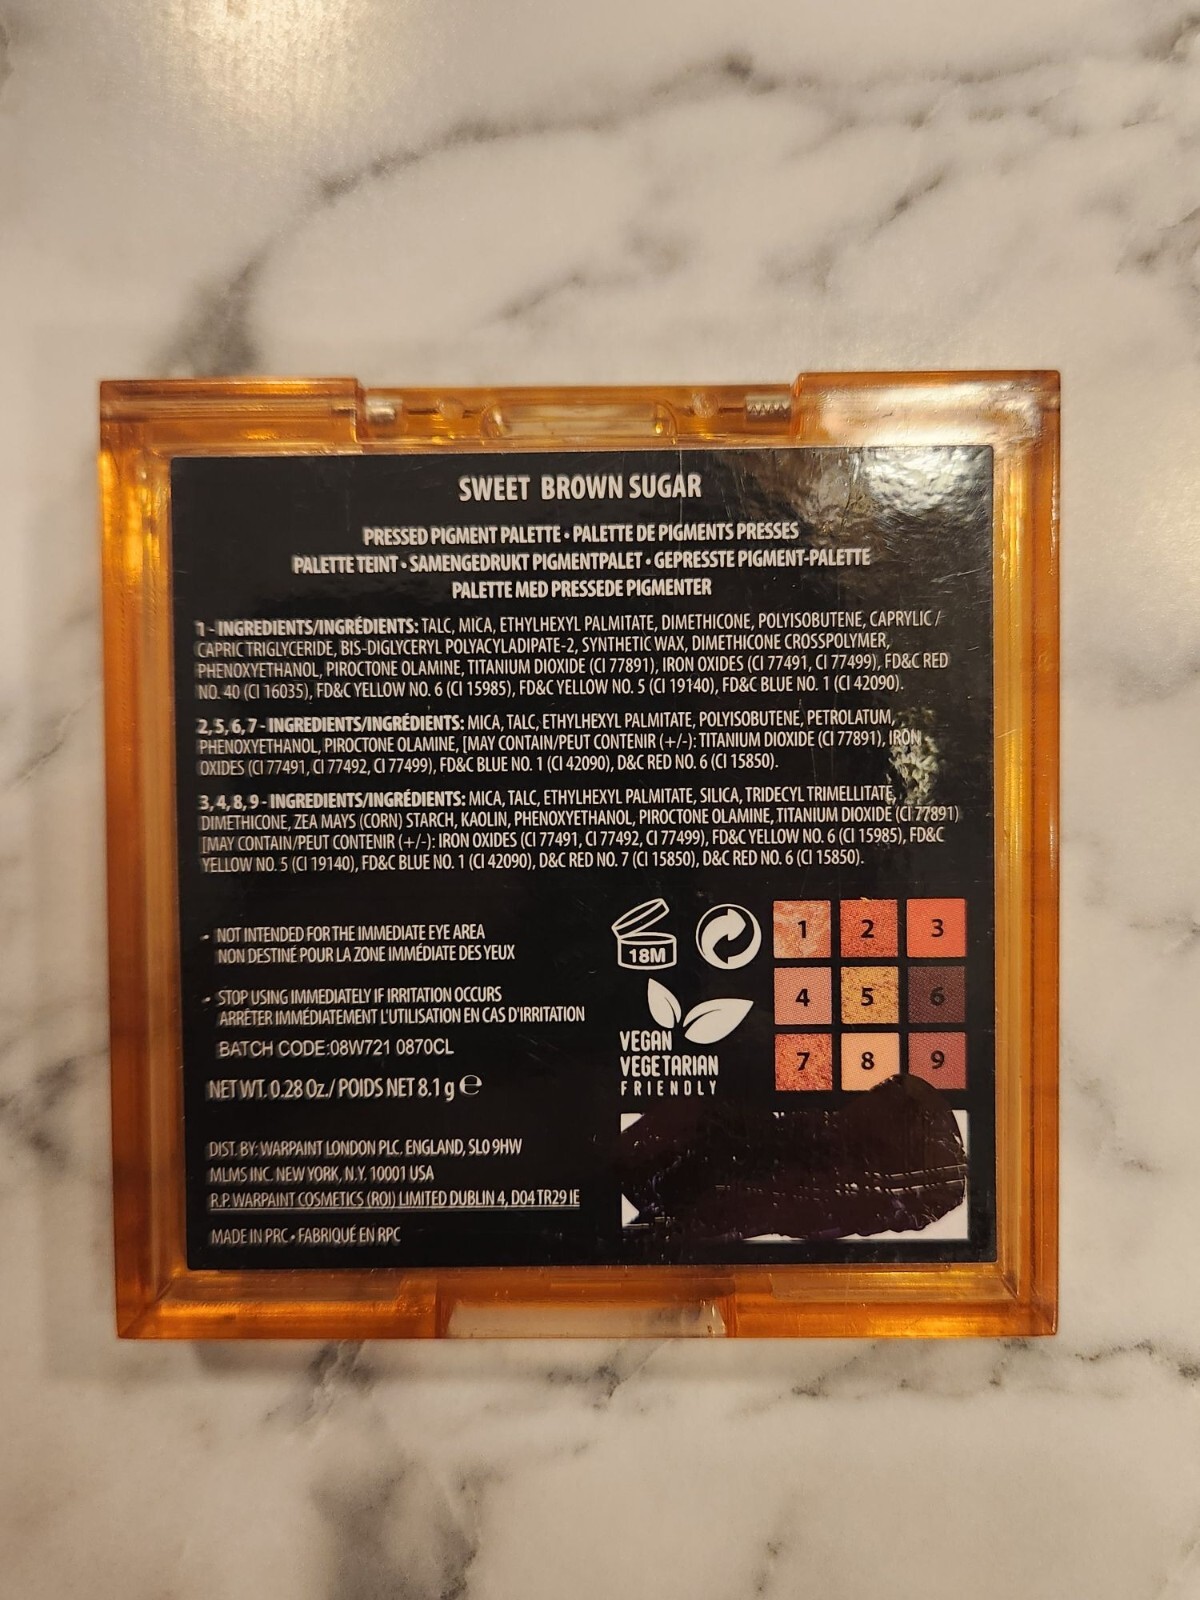 SWEET BROWN SUGAR
PRESSED PIGMENT PALETTE • PALETTE DE PIGMENTS PRESSES
PALETTE TEINT • SAMENGEDRUKT PIGMENTPALET • GEPRESSTE PIGMENT-PALETTE
PALETTE MED PRESSEDE PIGMENTER
1 - INGREDIENTS/INGRÉDIENTS: TALC, MICA, ETHYLHEXYL PALMITATE, DIMETHICONE, POLYISOBUTENE, CAPRYLIC /
CAPRIC TRIGLYCERIDE, BIS-DIGLYCERYL POLYACYLADIPATE-2, SYNTHETIC WAX, DIMETHICONE CROSSPOLYMER,
PHENOXYETHANOL, PIROCTONE OLAMINE, TITANIUM DIOXIDE (CI 77891), IRON OXIDES (CI 77491, CI 77499), FD&C RED
NO. 40 (CI 16035), FD&C YELLOW NO. 6 (CI 15985), FD&C YELLOW NO. 5 (CI 19140), FD&C BLUE NO. 1 (CI 42090).
2, 5, 6, 7 - INGREDIENTS/INGRÉDIENTS: MICA, TALC, ETHYLHEXYL PALMITATE, POLYISOBUTENE, PETROLATUM,
PHENOXYETHANOL, PIROCTONE OLAMINE, [MAY CONTAIN/PEUT CONTENIR (+/-): TITANIUM DIOXIDE (CI 77891), IRON
OXIDES (CI 77491, CI 77492, CI 77499), FD&C BLUE NO. 1 (CI 42090), D&C RED NO. 6 (CI 15850).
3, 4, 8, 9 - INGREDIENTS/INGRÉDIENTS: MICA, TALC, ETHYLHEXYL PALMITATE, SILICA, TRIDECYL TRIMELLITATE,
DIMETHICONE, ZEA MAYS (CORN) STARCH, KAOLIN, PHENOXYETHANOL, PIROCTONE OLAMINE, TITANIUM DIOXIDE (CI 77891)
[MAY CONTAIN/PEUT CONTENIR (+/-): IRON OXIDES (CI 77491, CI 77492, CI 77499), FD&C YELLOW NO. 6 (CI 15985), FD&C
YELLOW NO. 5 (CI 19140), FD&C BLUE NO. 1 (CI 42090), D&C RED NO. 7 (CI 15850), D&C RED NO. 6 (CI 15850).
- NOT INTENDED FOR THE IMMEDIATE EYE AREA
NON DESTINÉ POUR LA ZONE IMMÉDIATE DES YEUX
- STOP USING IMMEDIATELY IF IRRITATION OCCURS
ARRÊTER IMMÉDIATEMENT L'UTILISATION EN CAS D'IRRITATION
BATCH CODE:08W721 0870CL
NET WT. 0.28 Oz./ POIDS NET 8.1 g ℮
DIST. BY: WARPAINT LONDON PLC. ENGLAND, SL0 9HW
MLMS INC. NEW YORK, N.Y. 10001 USA
R.P. WARPAINT COSMETICS (ROI) LIMITED DUBLIN 4, D04 TR29 IE
MADE IN PRC • FABRIQUÉ EN RPC
18M
VEGAN
VEGETARIAN
FRIENDLY
1 2 3
4 5 6
7 8 9